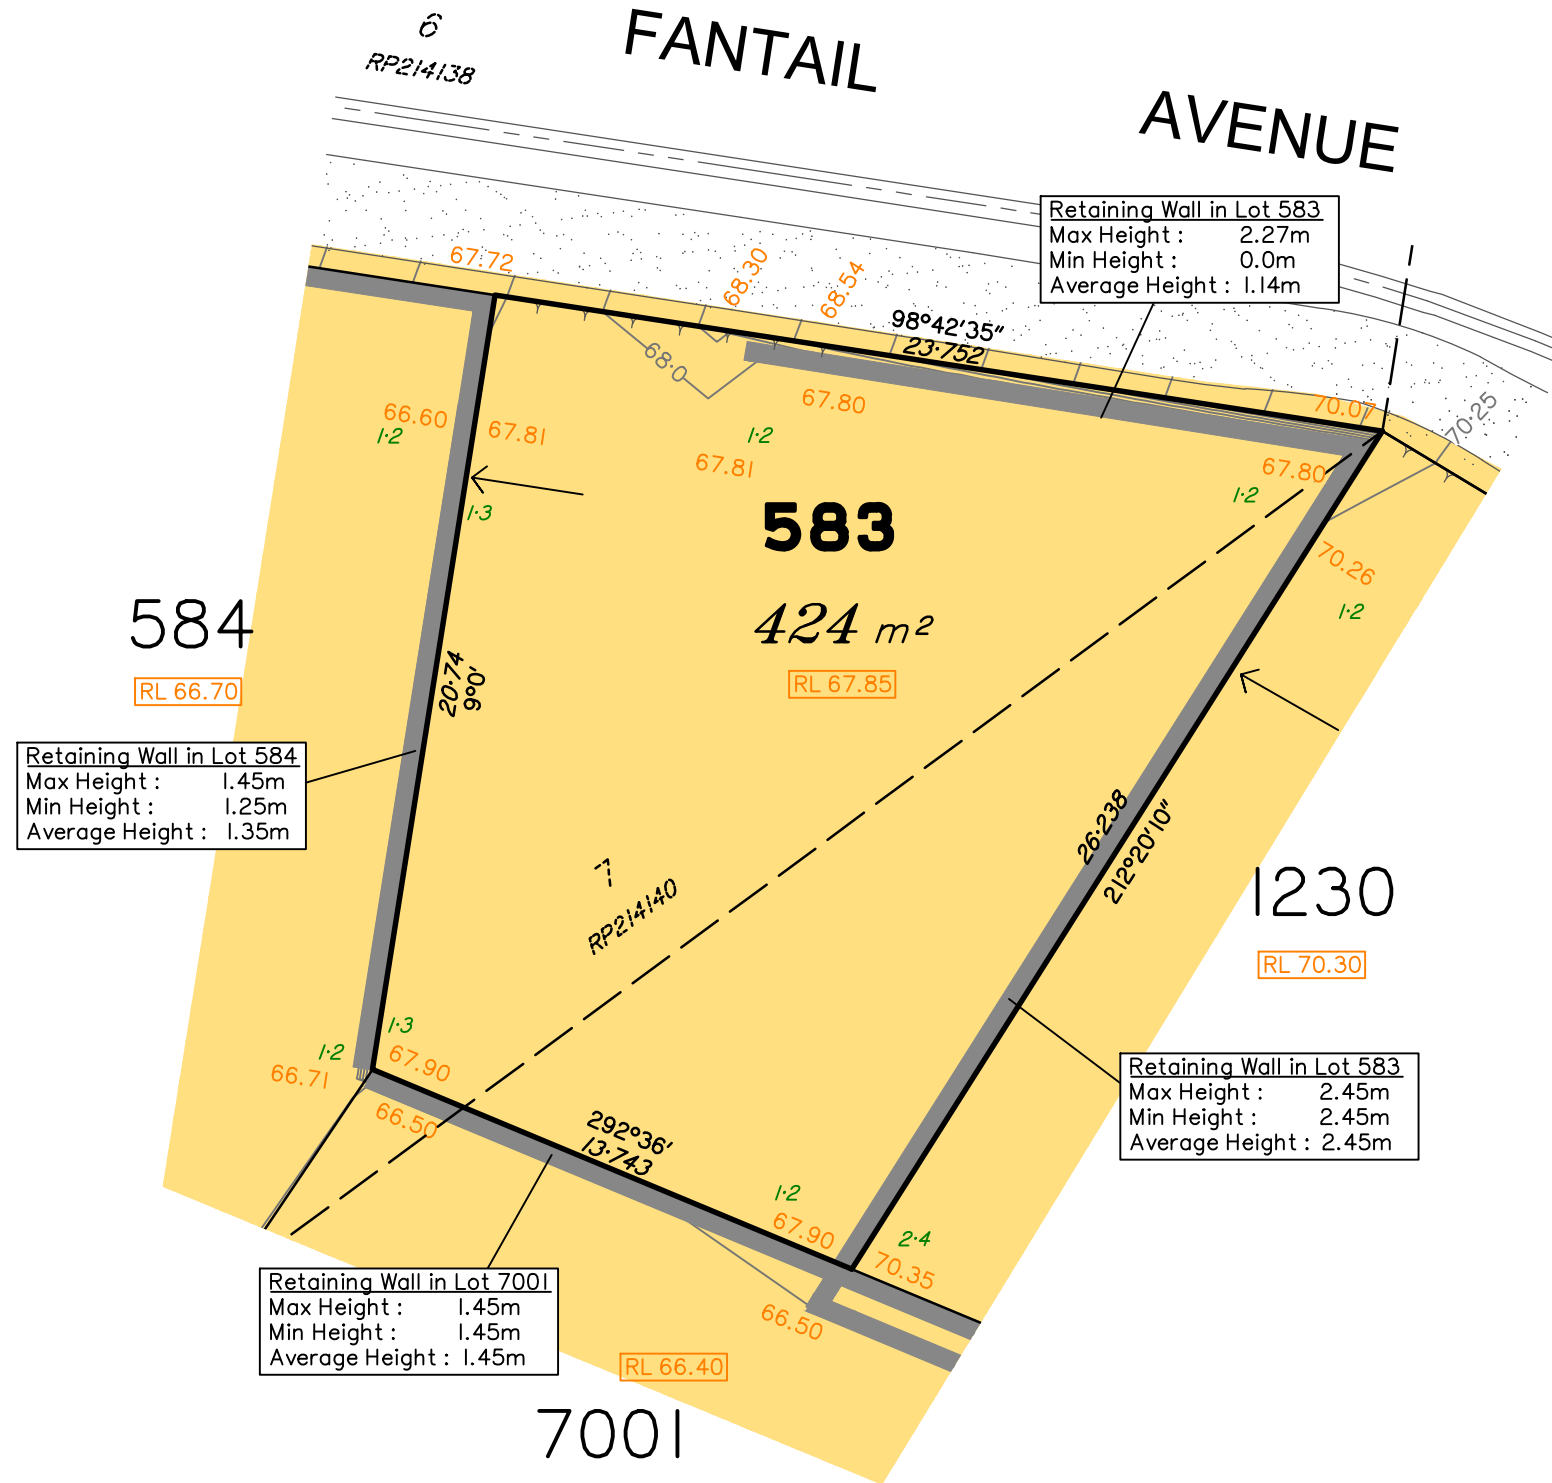 6
RP214138
FANTAIL
AVENUE
Retaining Wall in Lot 583
Max Height : 2.27m
Min Height : 0.0m
Average Height : 1.14m
67.72
68.30
68.54
98°42'35"
23·752
68·0
67.80
70.07
70·25
66.60
1·2
67.81
1·2
67.81
67.80
1·2
1·3
583
70.26
1·2
584
424 m²
RL 66.70
RL 67.85
20·74
9°0'
Retaining Wall in Lot 584
Max Height : 1.45m
Min Height : 1.25m
Average Height : 1.35m
26·238
212°20'10"
7
RP214140
1230
RL 70.30
1·3
1·2
67.90
66.71
66.50
292°36'
13·743
Retaining Wall in Lot 583
Max Height : 2.45m
Min Height : 2.45m
Average Height : 2.45m
1·2
67.90
2·4
70.35
Retaining Wall in Lot 7001
Max Height : 1.45m
Min Height : 1.45m
Average Height : 1.45m
66.50
RL 66.40
7001